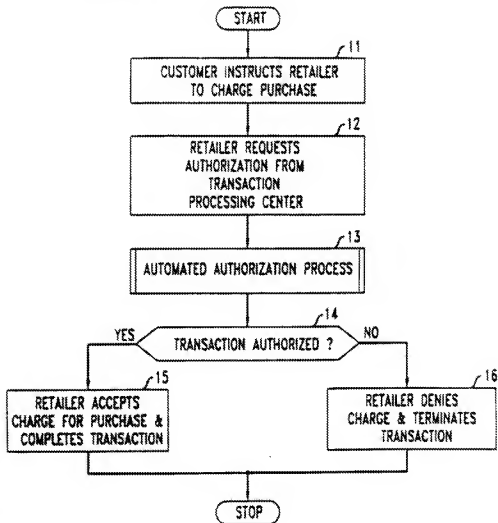 START
11
CUSTOMER INSTRUCTS RETAILER
TO CHARGE PURCHASE
12
RETAILER REQUESTS
AUTHORIZATION FROM
TRANSACTION
PROCESSING CENTER
13
AUTOMATED AUTHORIZATION PROCESS
14
YES
TRANSACTION AUTHORIZED ?
NO
15
RETAILER ACCEPTS
CHARGE FOR PURCHASE &
COMPLETES TRANSACTION
16
RETAILER DENIES
CHARGE & TERMINATES
TRANSACTION
STOP